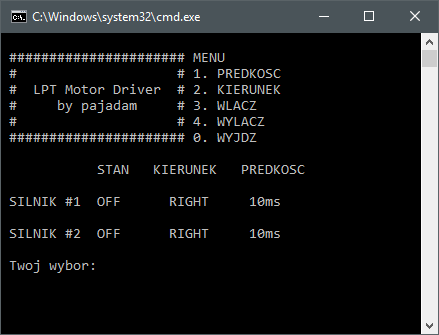 C:\Windows\system32\cmd.exe
###################### MENU
#                    # 1. PREDKOSC
#  LPT Motor Driver  # 2. KIERUNEK
#     by pajadam     # 3. WLACZ
#                    # 4. WYLACZ
###################### 0. WYJDZ
STAN   KIERUNEK   PREDKOSC
SILNIK #1  OFF      RIGHT     10ms
SILNIK #2  OFF      RIGHT     10ms
Twoj wybor: